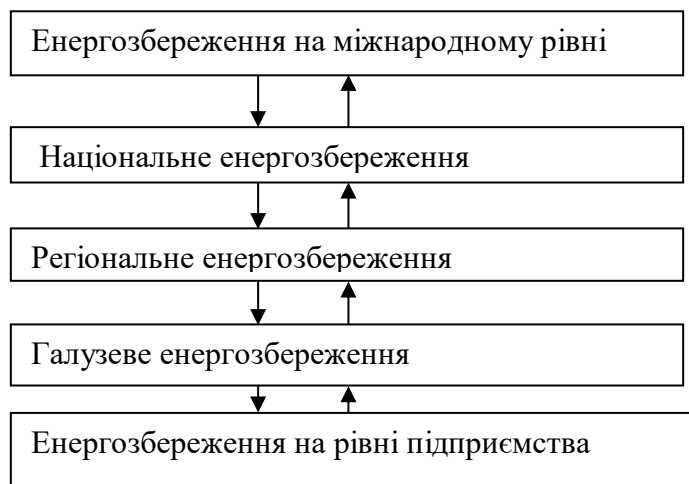 Енергозбереження на міжнародному рівні
Національне енергозбереження
Регіональне енергозбереження
Галузеве енергозбереження
Енергозбереження на рівні підприємства